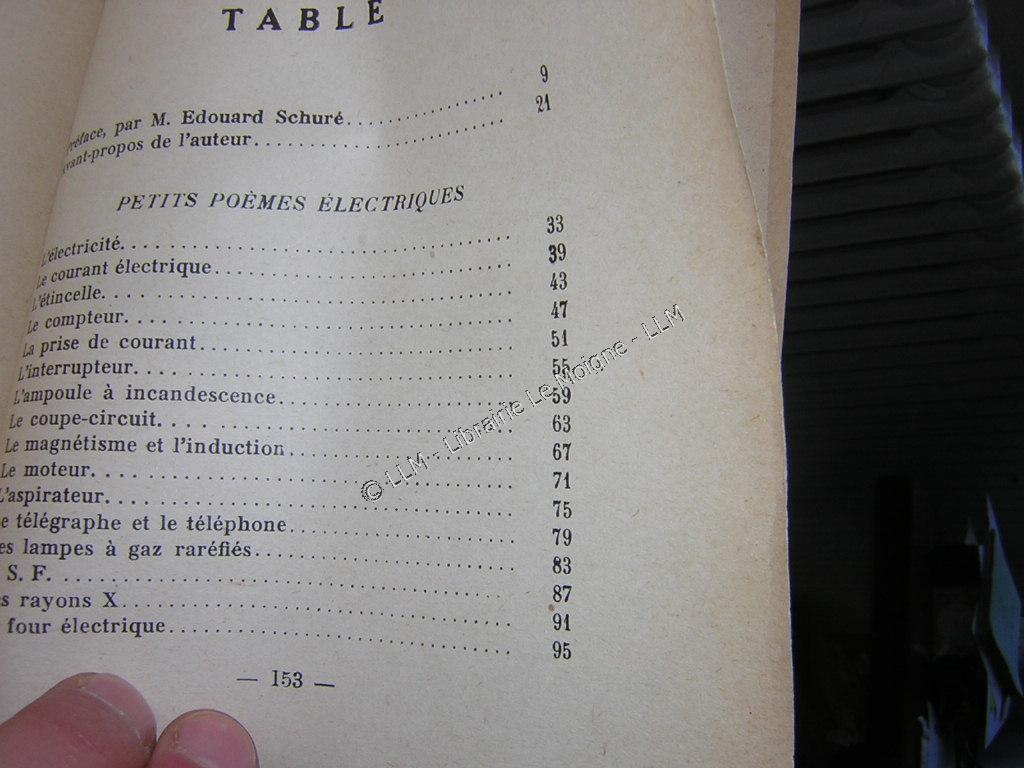 TABLE
Préface, par M. Edouard Schuré........................ 9
Avant-propos de l'auteur........................ 21
PETITS POÈMES ÉLECTRIQUES
L'électricité........................ 33
Le courant électrique........................ 39
L'étincelle........................ 43
Le compteur........................ 47
La prise de courant........................ 51
L'interrupteur........................ 55
L'ampoule à incandescence........................ 59
Le coupe-circuit........................ 63
Le magnétisme et l'induction........................ 67
Le moteur........................ 71
L'aspirateur........................ 75
e télégraphe et le téléphone........................ 79
es lampes à gaz raréfiés........................ 83
S. F. ........................ 87
s rayons X........................ 91
four électrique........................ 95
— 153 —
© LLM - Librairie Le Moigne - LLM